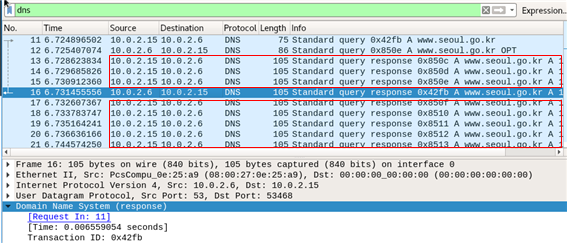 dns
Expression...
No. Time Source Destination Protocol Length Info
11 6.724896502 10.0.2.15 10.0.2.6 DNS 75 Standard query 0x42fb A www.seoul.go.kr
12 6.725407074 10.0.2.6 10.0.2.15 DNS 86 Standard query 0x850e A www.seoul.go.kr OPT
13 6.728623834 10.0.2.15 10.0.2.6 DNS 105 Standard query response 0x850c A www.seoul.go.kr A 1
14 6.729685826 10.0.2.15 10.0.2.6 DNS 105 Standard query response 0x850d A www.seoul.go.kr A 1
15 6.730912360 10.0.2.15 10.0.2.6 DNS 105 Standard query response 0x850e A www.seoul.go.kr A 1
16 6.731455556 10.0.2.6 10.0.2.15 DNS 105 Standard query response 0x42fb A www.seoul.go.kr A 1
17 6.732607367 10.0.2.15 10.0.2.6 DNS 105 Standard query response 0x850f A www.seoul.go.kr A 1
18 6.733783747 10.0.2.15 10.0.2.6 DNS 105 Standard query response 0x8510 A www.seoul.go.kr A 1
19 6.735164241 10.0.2.15 10.0.2.6 DNS 105 Standard query response 0x8511 A www.seoul.go.kr A 1
20 6.736636166 10.0.2.15 10.0.2.6 DNS 105 Standard query response 0x8512 A www.seoul.go.kr A 1
21 6.744574250 10.0.2.15 10.0.2.6 DNS 105 Standard query response 0x8513 A www.seoul.go.kr A 1
Frame 16: 105 bytes on wire (840 bits), 105 bytes captured (840 bits) on interface 0
Ethernet II, Src: PcsCompu_0e:25:a9 (08:00:27:0e:25:a9), Dst: 00:00:00_00:00:00 (00:00:00:00:00:00)
Internet Protocol Version 4, Src: 10.0.2.6, Dst: 10.0.2.15
User Datagram Protocol, Src Port: 53, Dst Port: 53468
Domain Name System (response)
[Request In: 11]
[Time: 0.006559054 seconds]
Transaction ID: 0x42fb